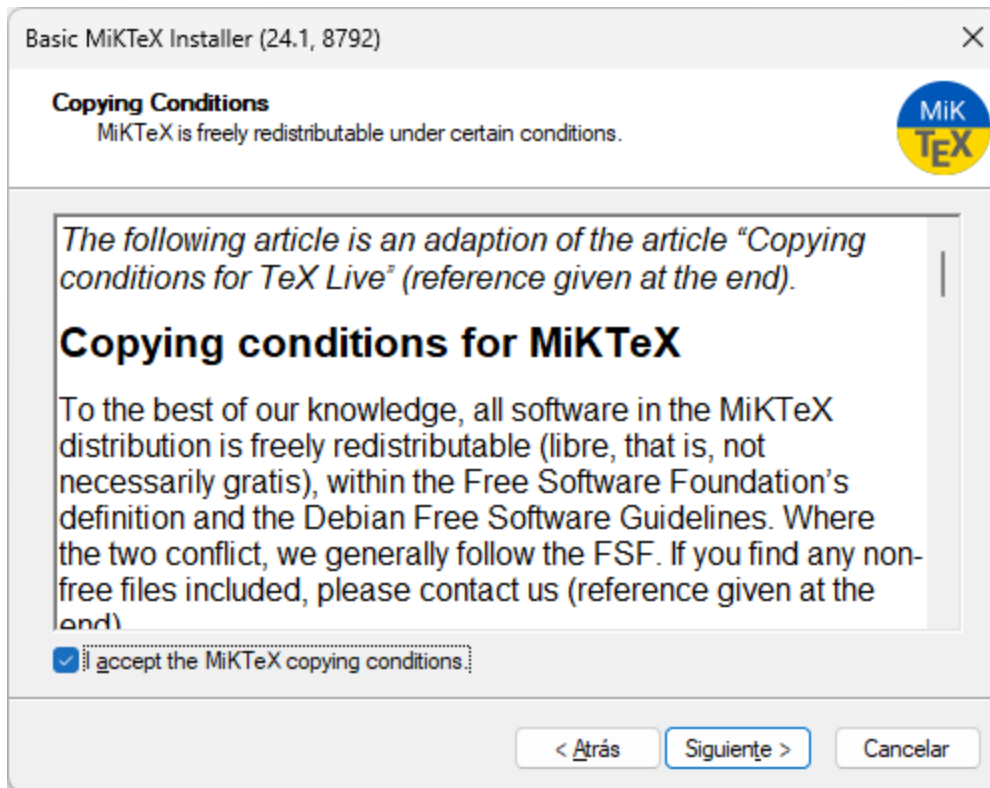 Basic MiKTeX Installer (24.1, 8792)
Copying Conditions
MiKTeX is freely redistributable under certain conditions.
MiK
TEX
The following article is an adaption of the article “Copying
conditions for TeX Live” (reference given at the end).
Copying conditions for MiKTeX
To the best of our knowledge, all software in the MiKTeX
distribution is freely redistributable (libre, that is, not
necessarily gratis), within the Free Software Foundation’s
definition and the Debian Free Software Guidelines. Where
the two conflict, we generally follow the FSF. If you find any non-
free files included, please contact us (reference given at the
end)
I accept the MiKTeX copying conditions.
< Atrás
Siguiente >
Cancelar